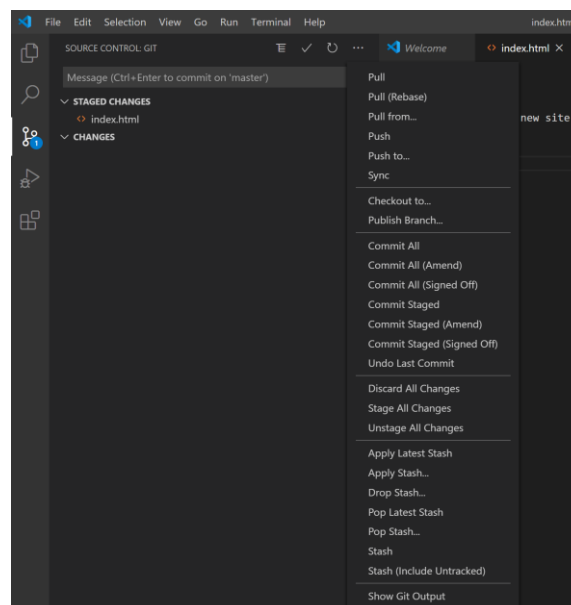 File Edit Selection View Go Run Terminal Help index.htm
SOURCE CONTROL: GIT
Welcome
index.html
Message (Ctrl+Enter to commit on 'master')
STAGED CHANGES
index.html
CHANGES
1
new site
Pull
Pull (Rebase)
Pull from...
Push
Push to...
Sync
Checkout to...
Publish Branch...
Commit All
Commit All (Amend)
Commit All (Signed Off)
Commit Staged
Commit Staged (Amend)
Commit Staged (Signed Off)
Undo Last Commit
Discard All Changes
Stage All Changes
Unstage All Changes
Apply Latest Stash
Apply Stash...
Drop Stash...
Pop Latest Stash
Pop Stash...
Stash
Stash (Include Untracked)
Show Git Output